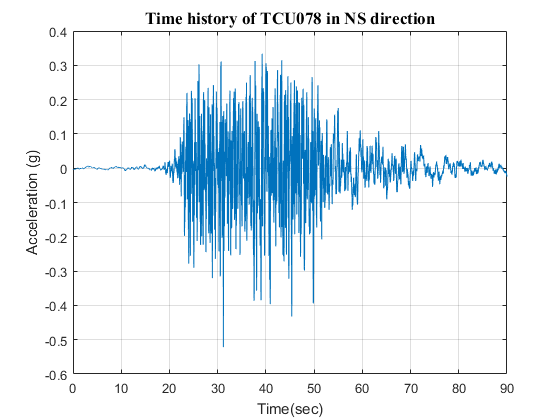 Time history of TCU078 in NS direction
0.4
0.3
0.2
0.1
0
-0.1
-0.2
-0.3
-0.4
-0.5
-0.6
Acceleration (g)
0 10 20 30 40 50 60 70 80 90
Time(sec)